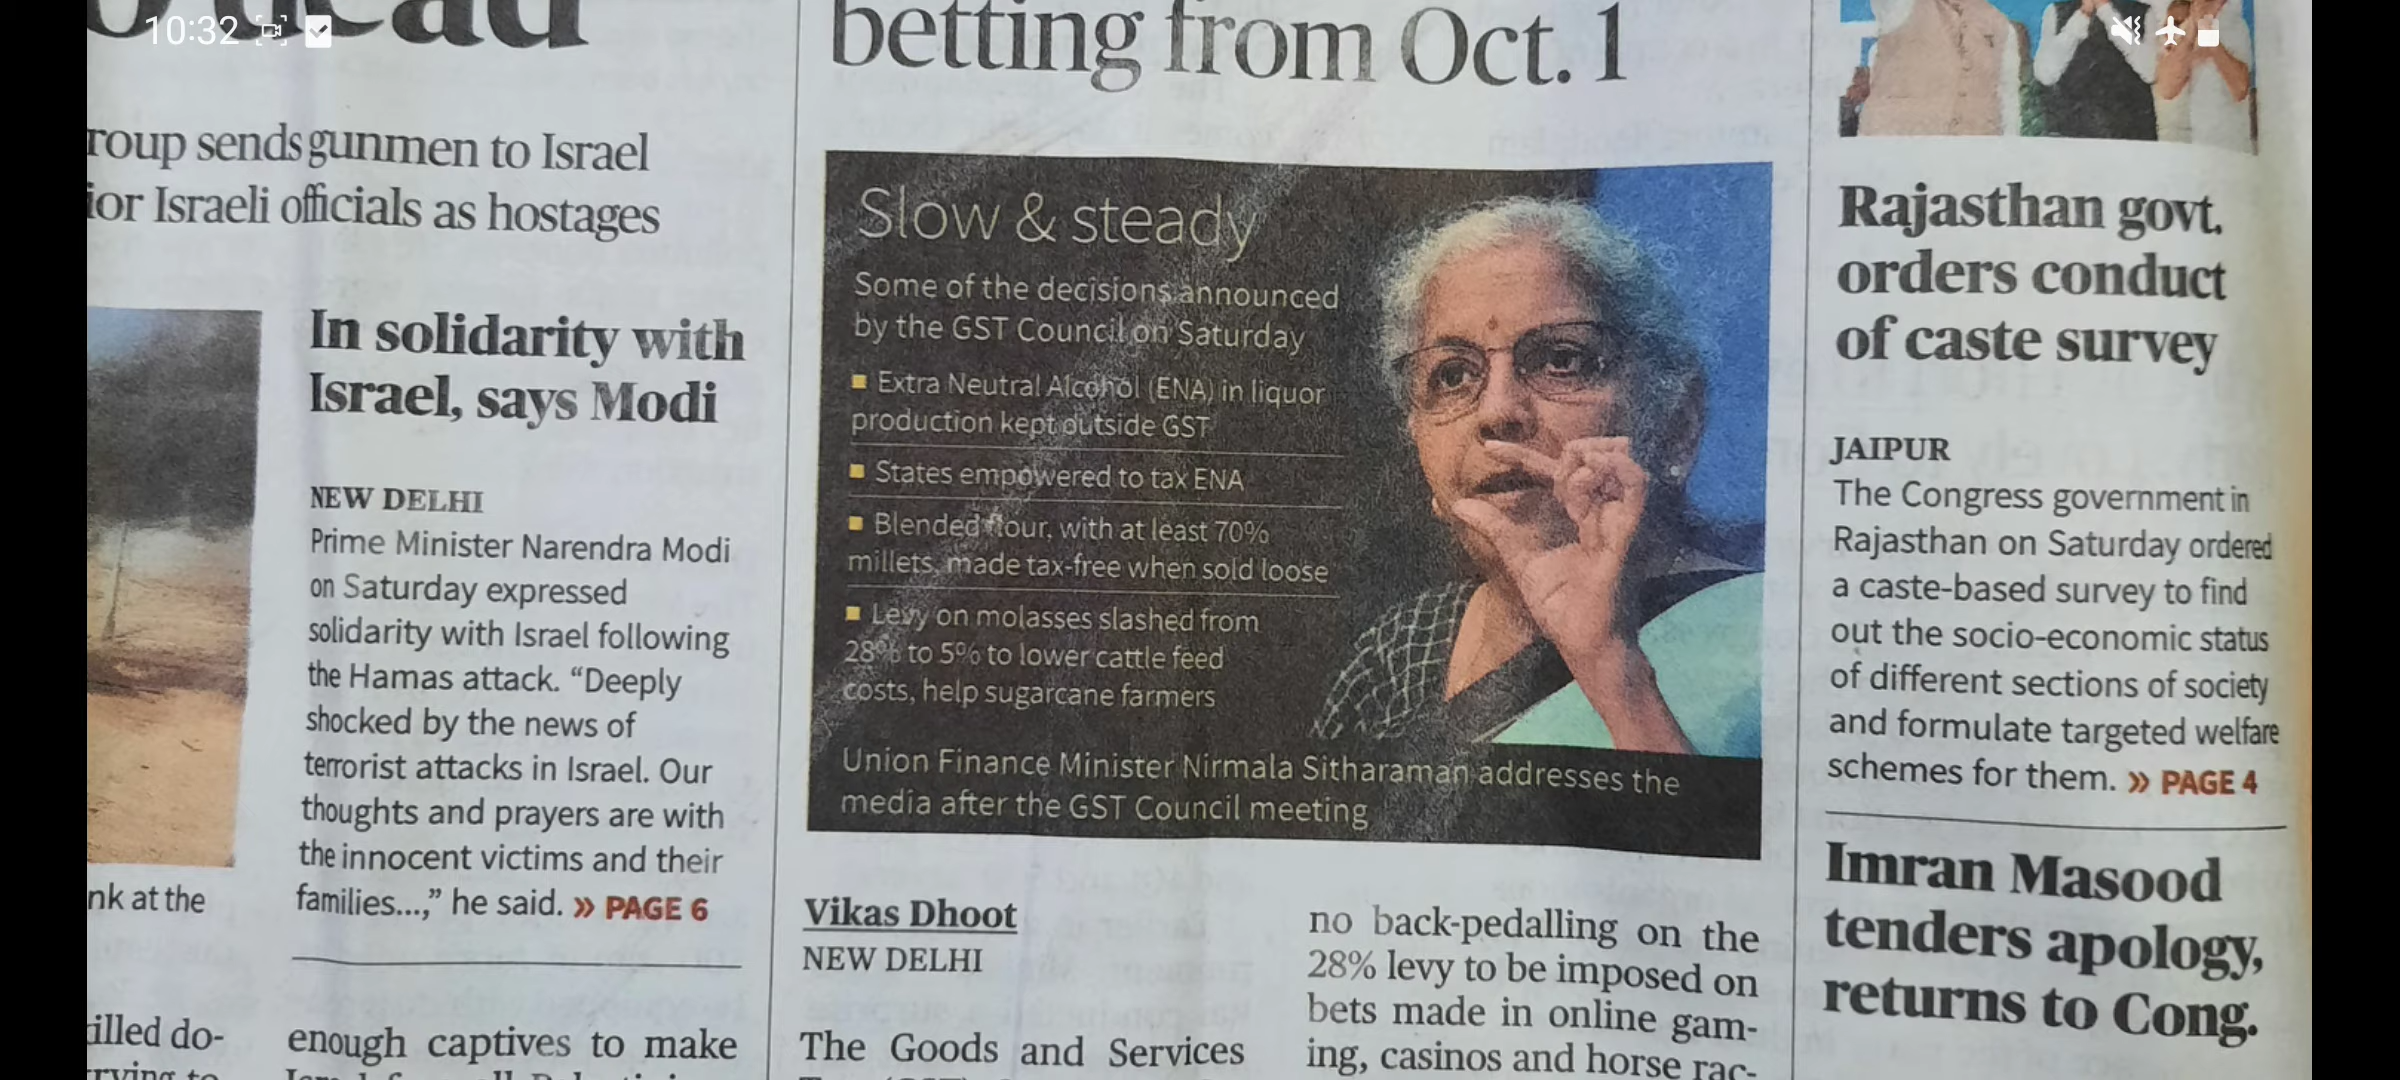 10:32
betting from Oct. 1
roup sends gunmen to Israel
ior Israeli officials as hostages
In solidarity with
Israel, says Modi
NEW DELHI
Prime Minister Narendra Modi
on Saturday expressed
solidarity with Israel following
the Hamas attack. “Deeply
shocked by the news of
terrorist attacks in Israel. Our
thoughts and prayers are with
the innocent victims and their
families...,” he said. » PAGE 6
nk at the
illed do-
enough captives to make
Slow & steady
Some of the decisions announced
by the GST Council on Saturday
■ Extra Neutral Alcohol (ENA) in liquor
production kept outside GST
■ States empowered to tax ENA
■ Blended flour, with at least 70%
millets, made tax-free when sold loose
■ Levy on molasses slashed from
28% to 5% to lower cattle feed
costs, help sugarcane farmers
Union Finance Minister Nirmala Sitharaman addresses the
media after the GST Council meeting
Vikas Dhoot
NEW DELHI
The Goods and Services
no back-pedalling on the
28% levy to be imposed on
bets made in online gam-
ing, casinos and horse rac-
Rajasthan govt.
orders conduct
of caste survey
JAIPUR
The Congress government in
Rajasthan on Saturday ordered
a caste-based survey to find
out the socio-economic status
of different sections of society
and formulate targeted welfare
schemes for them. » PAGE 4
Imran Masood
tenders apology,
returns to Cong.